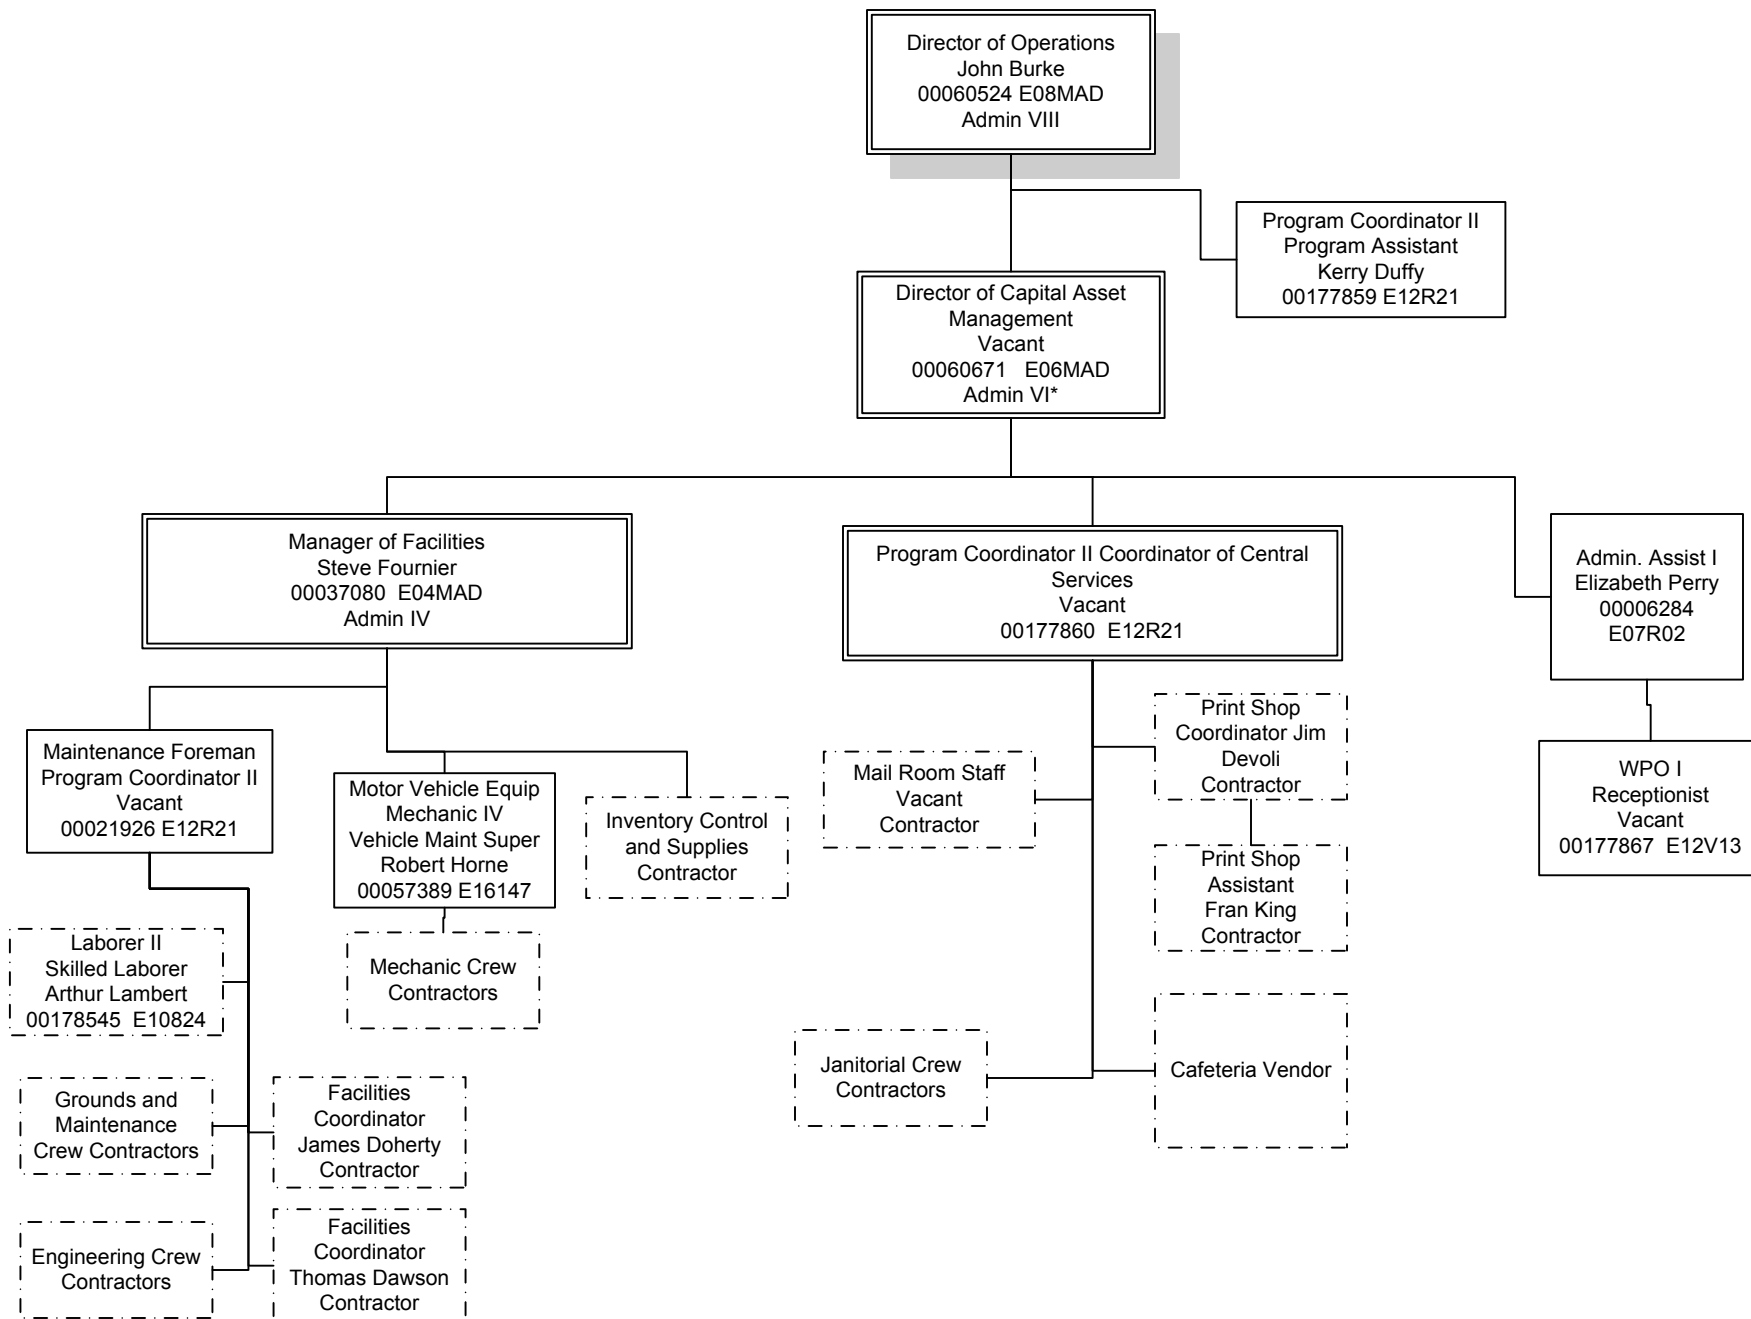 Director of Operations
John Burke
00060524 E08MAD
Admin VIII
Program Coordinator II
Program Assistant
Kerry Duffy
00177859 E12R21
Director of Capital Asset
Management
Vacant
00060671 E06MAD
Admin VI*
Manager of Facilities
Steve Fournier
00037080 E04MAD
Admin IV
Program Coordinator II Coordinator of Central
Services
Vacant
00177860 E12R21
Admin. Assist I
Elizabeth Perry
00006284
E07R02
Maintenance Foreman
Program Coordinator II
Vacant
00021926 E12R21
Motor Vehicle Equip
Mechanic IV
Vehicle Maint Super
Robert Horne
00057389 E16147
Inventory Control
and Supplies
Contractor
Mail Room Staff
Vacant
Contractor
Print Shop
Coordinator Jim
Devoli
Contractor
WPO I
Receptionist
Vacant
00177867 E12V13
Print Shop
Assistant
Fran King
Contractor
Laborer II
Skilled Laborer
Arthur Lambert
00178545 E10824
Mechanic Crew
Contractors
Janitorial Crew
Contractors
Cafeteria Vendor
Grounds and
Maintenance
Crew Contractors
Facilities
Coordinator
James Doherty
Contractor
Engineering Crew
Contractors
Facilities
Coordinator
Thomas Dawson
Contractor